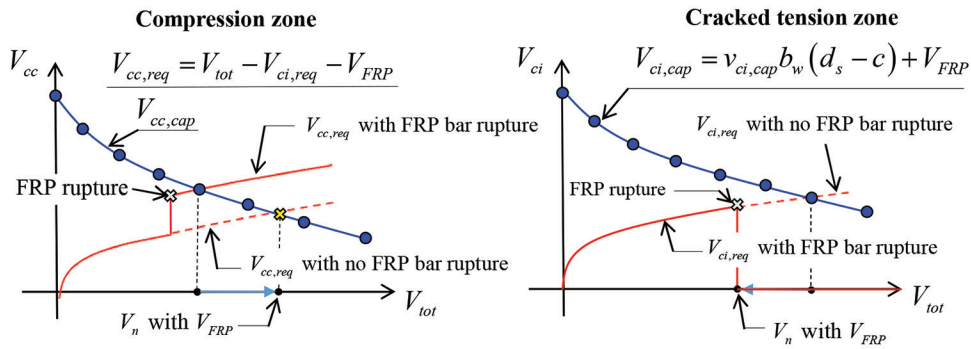 Compression zone
V_cc
V_cc,req = V_tot − V_ci,req − V_FRP
V_cc,cap
V_cc,req with FRP bar rupture
FRP rupture
V_cc,req with no FRP bar rupture
V_tot
V_n with V_FRP
Cracked tension zone
V_ci
V_ci,cap = v_ci,cap b_w (d_s − c) + V_FRP
V_ci,req with no FRP bar rupture
FRP rupture
V_ci,req with FRP bar rupture
V_tot
V_n with V_FRP